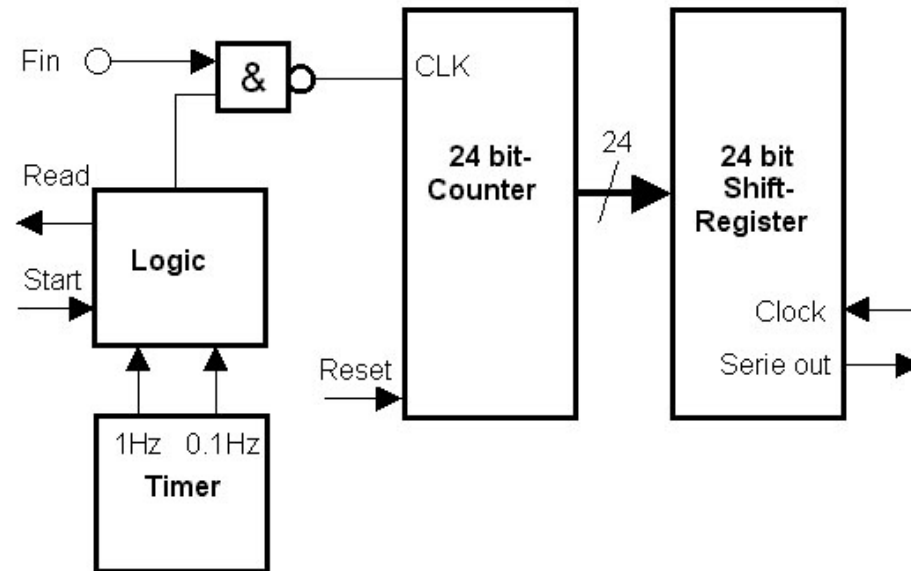 Fin
&
CLK
24 bit-
Counter
24
24 bit
Shift-
Register
Read
Logic
Start
Clock
Serie out
Reset
1Hz 0.1Hz
Timer